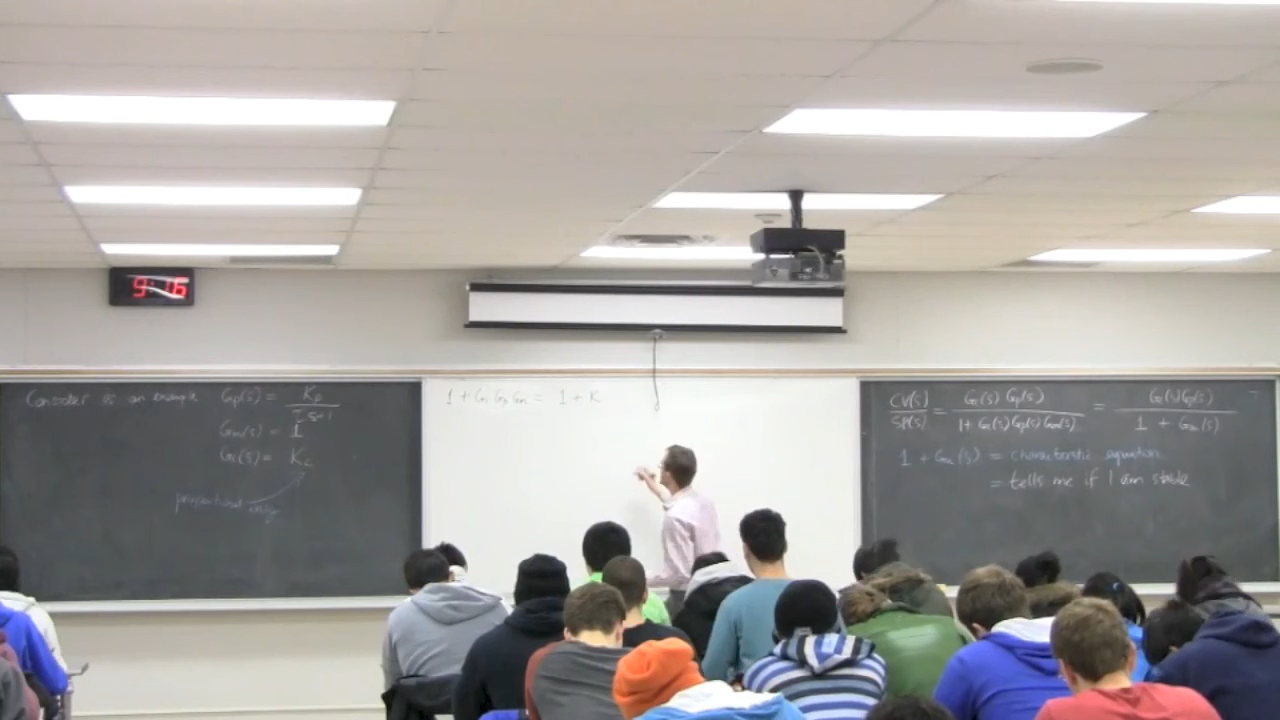 9:16
Consider as an example Gp(s) = Kp / τs+1
Gm(s) = 1
Gc(s) = Kc
proportional only
1 + Gc Gp Gm = 1 + K
CV(s) / SP(s) = Gc(s) Gp(s) / 1 + Gc(s) Gp(s) Gm(s) = Gc(s) Gp(s) / 1 + GOL(s)
1 + GOL(s) = characteristic equation
= tells me if I am stable